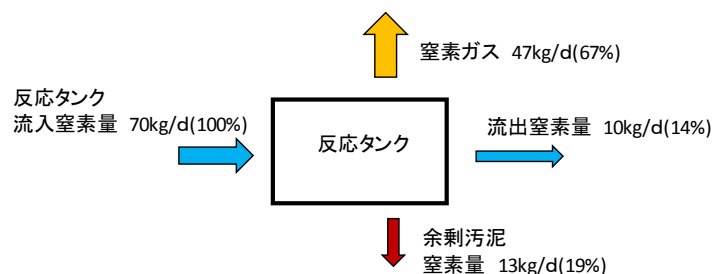 窒素ガス 47kg/d(67%)
反応タンク
流入窒素量 70kg/d(100%)
反応タンク
流出窒素量 10kg/d(14%)
余剰汚泥
窒素量 13kg/d(19%)